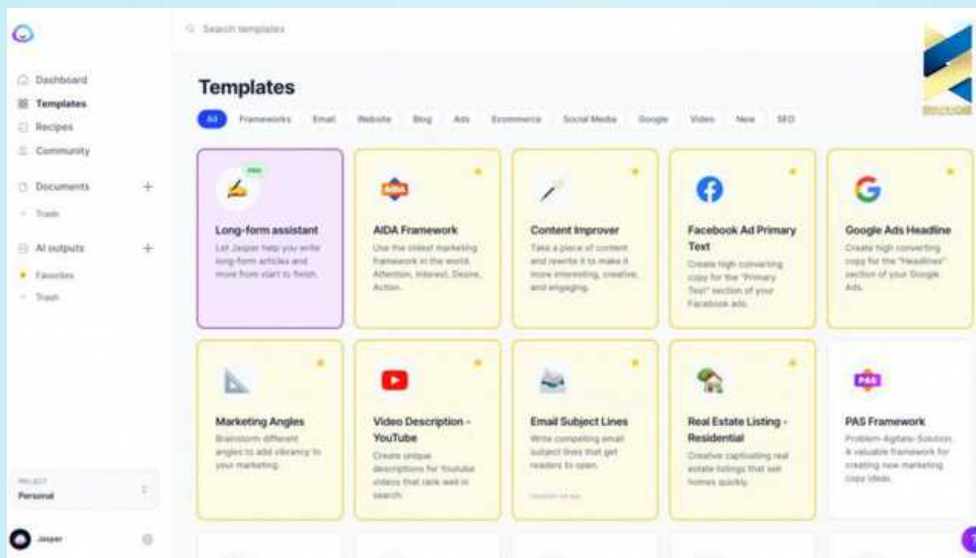 Search templates
Dashboard
Templates
Recipes
Community
Documents
Trash
AI outputs
Favorites
Trash
PROJECT
Personal
Jasper
Templates
All Frameworks Email Website Blog Ads Ecommerce Social Media Google Video New SEO
PRO
Long-form assistant
Let Jasper help you write
long-form articles and
more from start to finish.
AIDA
AIDA Framework
Use the oldest marketing
framework in the world.
Attention, Interest, Desire,
Action.
Content Improver
Take a piece of content
and rewrite it to make it
more interesting, creative,
and engaging.
Facebook Ad Primary
Text
Create high converting
copy for the "Primary
Text" section of your
Facebook ads.
Google Ads Headline
Create high converting
copy for the "Headlines"
section of your Google
Ads.
Marketing Angles
Brainstorm different
angles to add vibrancy to
your marketing.
Video Description -
YouTube
Create unique
descriptions for Youtube
videos that rank well in
search.
Email Subject Lines
Write compelling email
subject lines that get
readers to open.
Real Estate Listing -
Residential
Creative captivating real
estate listings that sell
homes quickly.
PAS
PAS Framework
Problem-Agitate-Solution.
A valuable framework for
creating new marketing
copy ideas.